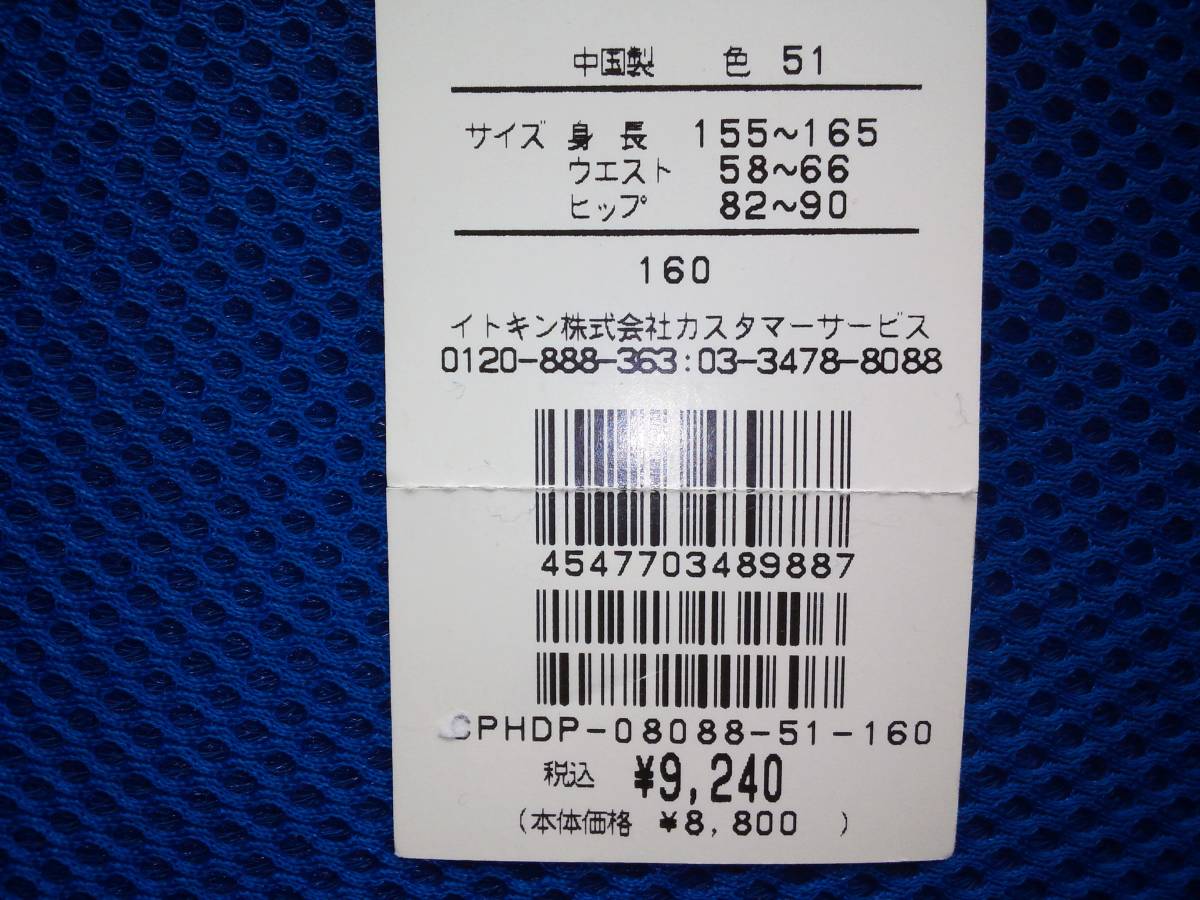 中国製 色 51
サイズ 身長 155~165
ウエスト 58~66
ヒップ 82~90
160
イトキン株式会社カスタマーサービス
0120-888-363:03-3478-8088
4547703489887
PHDP-08088-51-160
税込 ¥9,240
(本体価格 ¥8,800 )